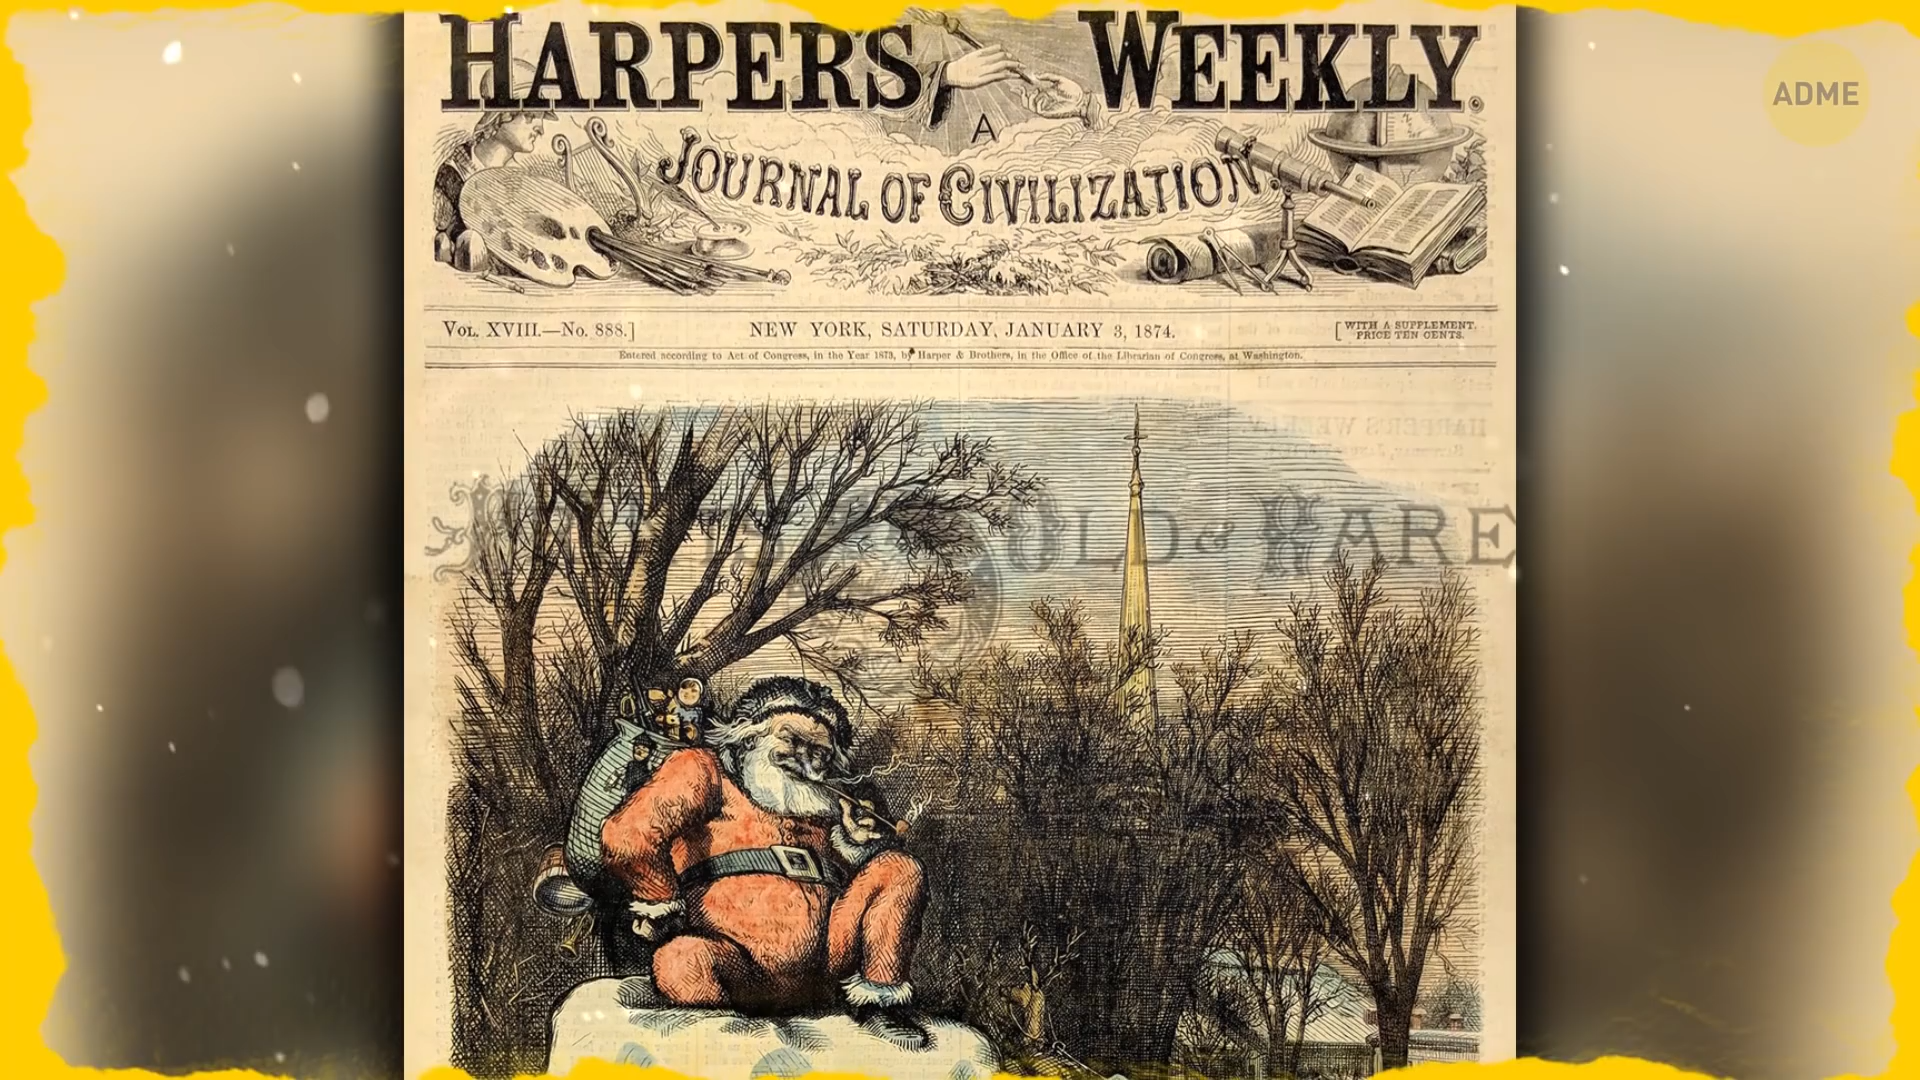 HARPERS WEEKLY.
ADME
A
JOURNAL OF CIVILIZATION
VOL. XVIII.—No. 888.]
NEW YORK, SATURDAY, JANUARY 3, 1874.
[WITH A SUPPLEMENT.
PRICE TEN CENTS.
Entered according to Act of Congress, in the Year 1873, by Harper & Brothers, in the Office of the Librarian of Congress, at Washington.
OLD & RARE